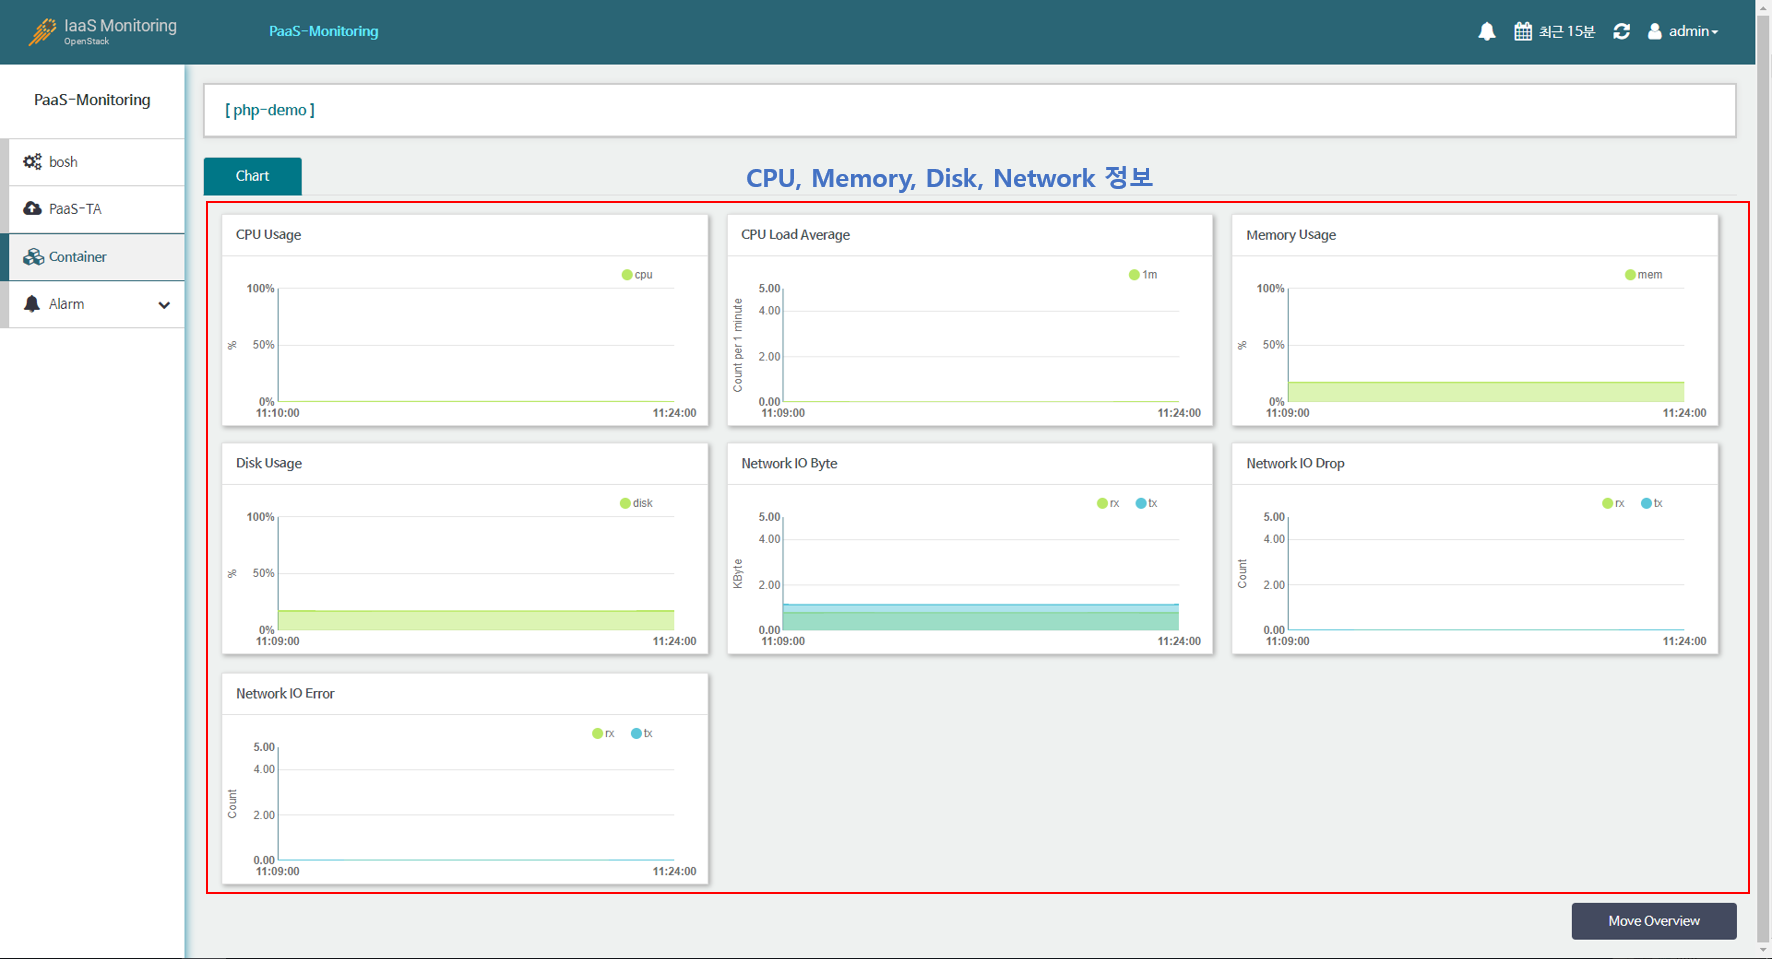 IaaS Monitoring
OpenStack
PaaS-Monitoring
최근 15분
admin
PaaS-Monitoring
bosh
PaaS-TA
Container
Alarm
[ php-demo ]
Chart
CPU, Memory, Disk, Network 정보
CPU Usage
cpu
100%
50%
0%
%
11:10:00
11:24:00
CPU Load Average
1m
5.00
4.00
2.00
0.00
Count per 1 minute
11:09:00
11:24:00
Memory Usage
mem
100%
50%
0%
%
11:09:00
11:24:00
Disk Usage
disk
100%
50%
0%
%
11:09:00
11:24:00
Network IO Byte
rx tx
5.00
4.00
2.00
0.00
KByte
11:09:00
11:24:00
Network IO Drop
rx tx
5.00
4.00
2.00
0.00
Count
11:09:00
11:24:00
Network IO Error
rx tx
5.00
4.00
2.00
0.00
Count
11:09:00
11:24:00
Move Overview